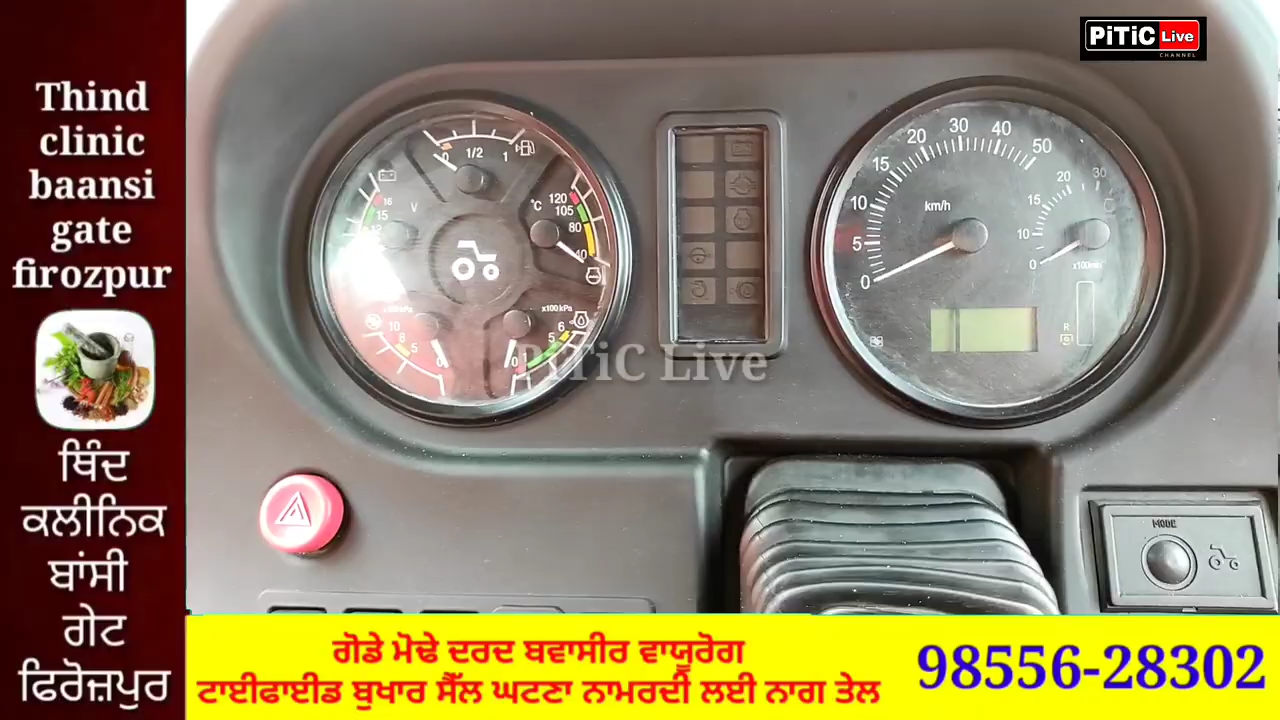 Thind
clinic
baansi
gate
firozpur
ਥਿੰਦ
ਕਲੀਨਿਕ
ਬਾਂਸੀ
ਗੇਟ
ਫਿਰੋਜ਼ਪੁਰ
PiTiC Live
CHANNEL
0 1/2 1
V
16
15
12
°C
120
105
80
40
x100kPa
10
8
5
0
x100kPa
6
5
0
km/h
0 5 10 15 20 30 40 50
0 10 15 20 30
x100min
R
PiTiC Live
MODE
ਗੋਡੇ ਮੋਢੇ ਦਰਦ ਬਵਾਸੀਰ ਵਾਯੂਰੋਗ
ਟਾਈਫਾਈਡ ਬੁਖਾਰ ਸੈੱਲ ਘਟਣਾ ਨਾਮਰਦੀ ਲਈ ਨਾਗ ਤੇਲ
98556-28302